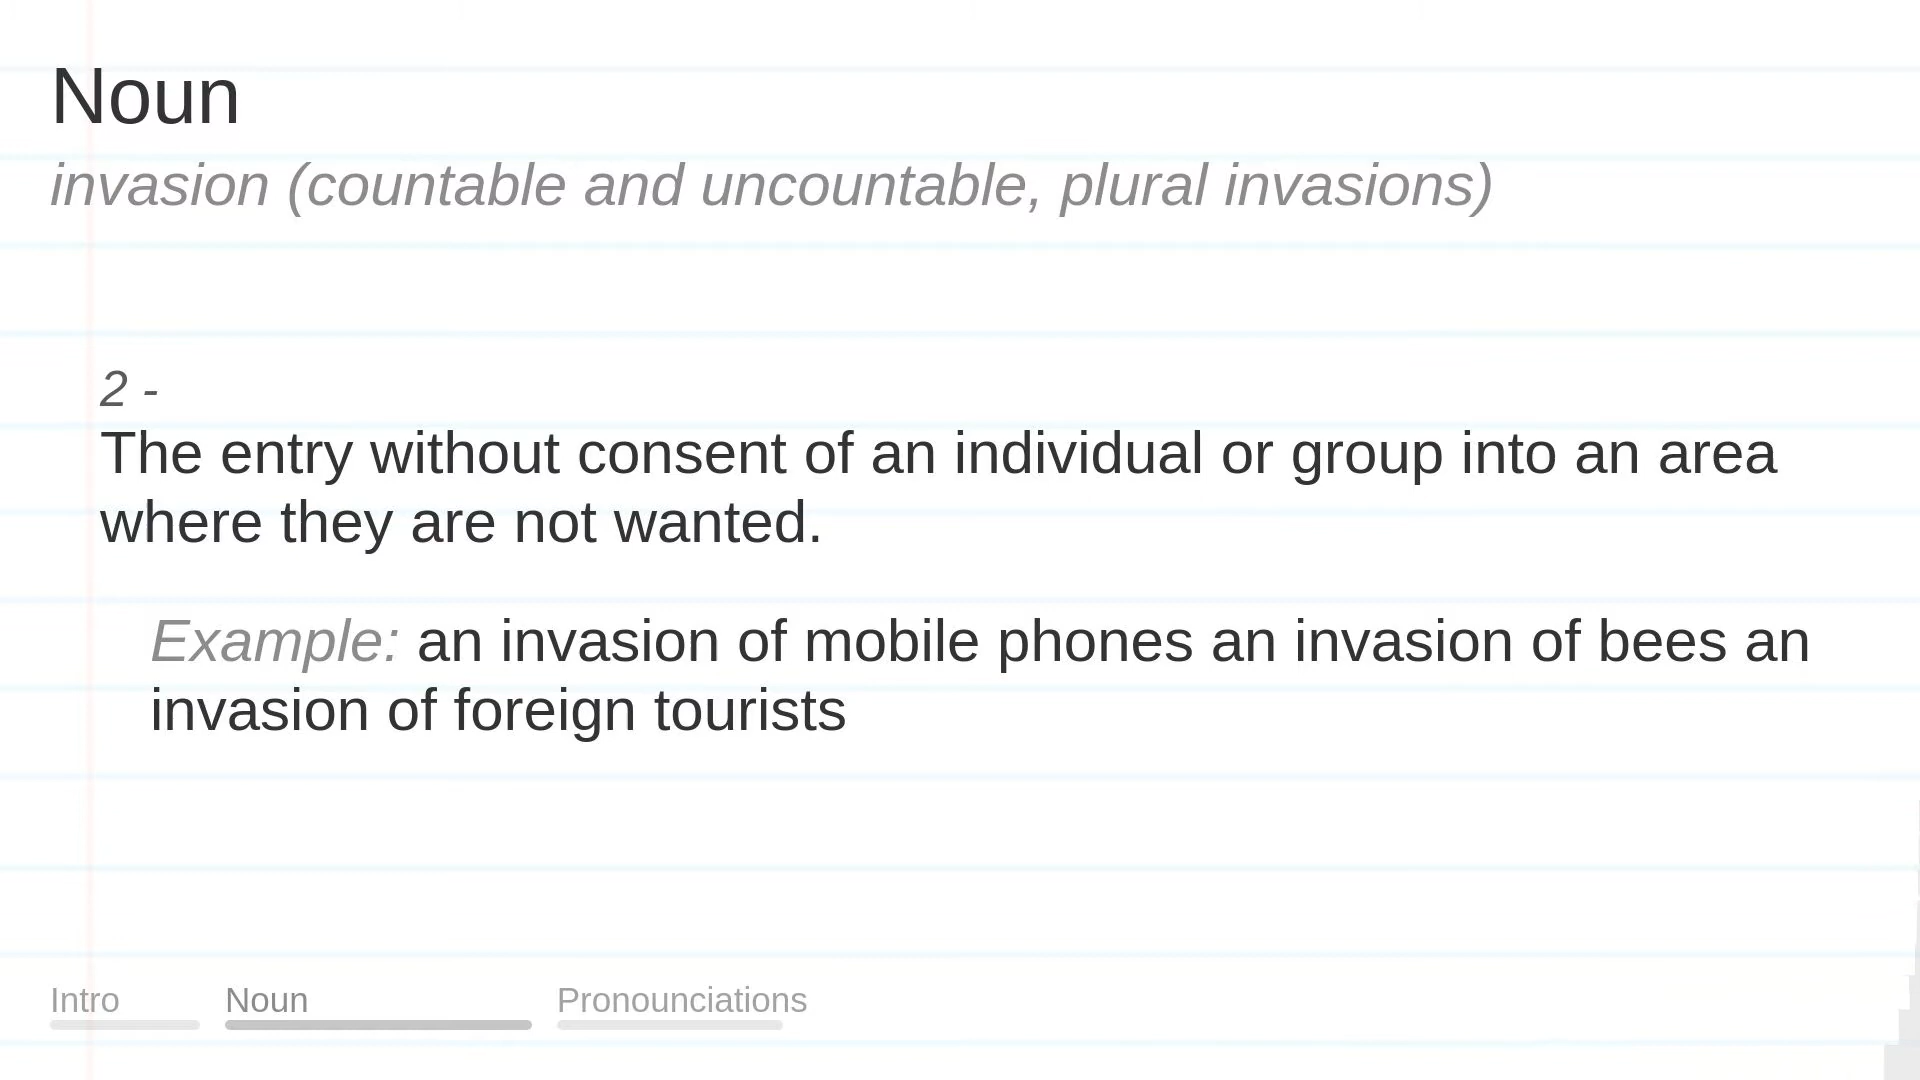 Noun
invasion (countable and uncountable, plural invasions)
2 -
The entry without consent of an individual or group into an area
where they are not wanted.
Example: an invasion of mobile phones an invasion of bees an
invasion of foreign tourists
Intro Noun Pronounciations